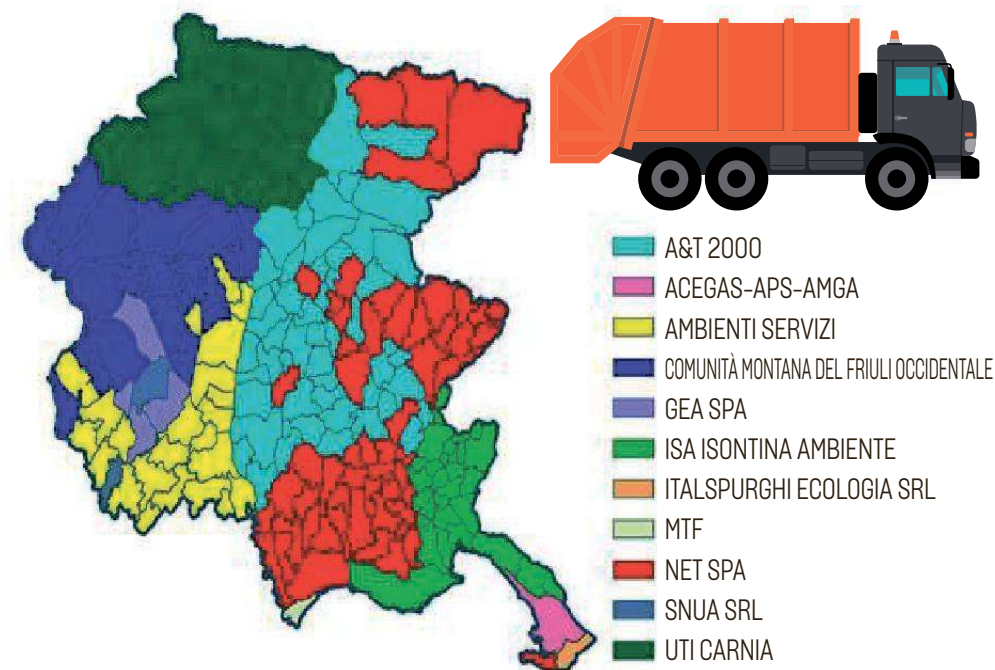 A&T 2000
ACEGAS-APS-AMGA
AMBIENTI SERVIZI
COMUNITÀ MONTANA DEL FRIULI OCCIDENTALE
GEA SPA
ISA ISONTINA AMBIENTE
ITALSPURGHI ECOLOGIA SRL
MTF
NET SPA
SNUA SRL
UTI CARNIA